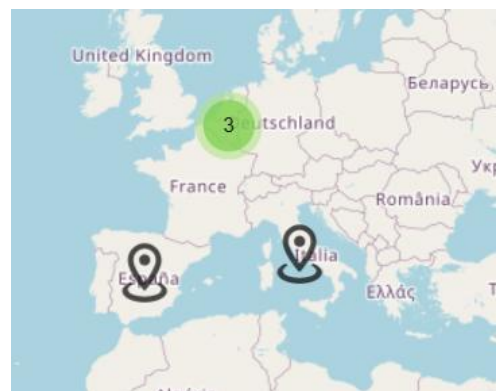 United Kingdom
Беларусь
3
eutschland
France
Укр
România
Italia
España
Ελλάς
T